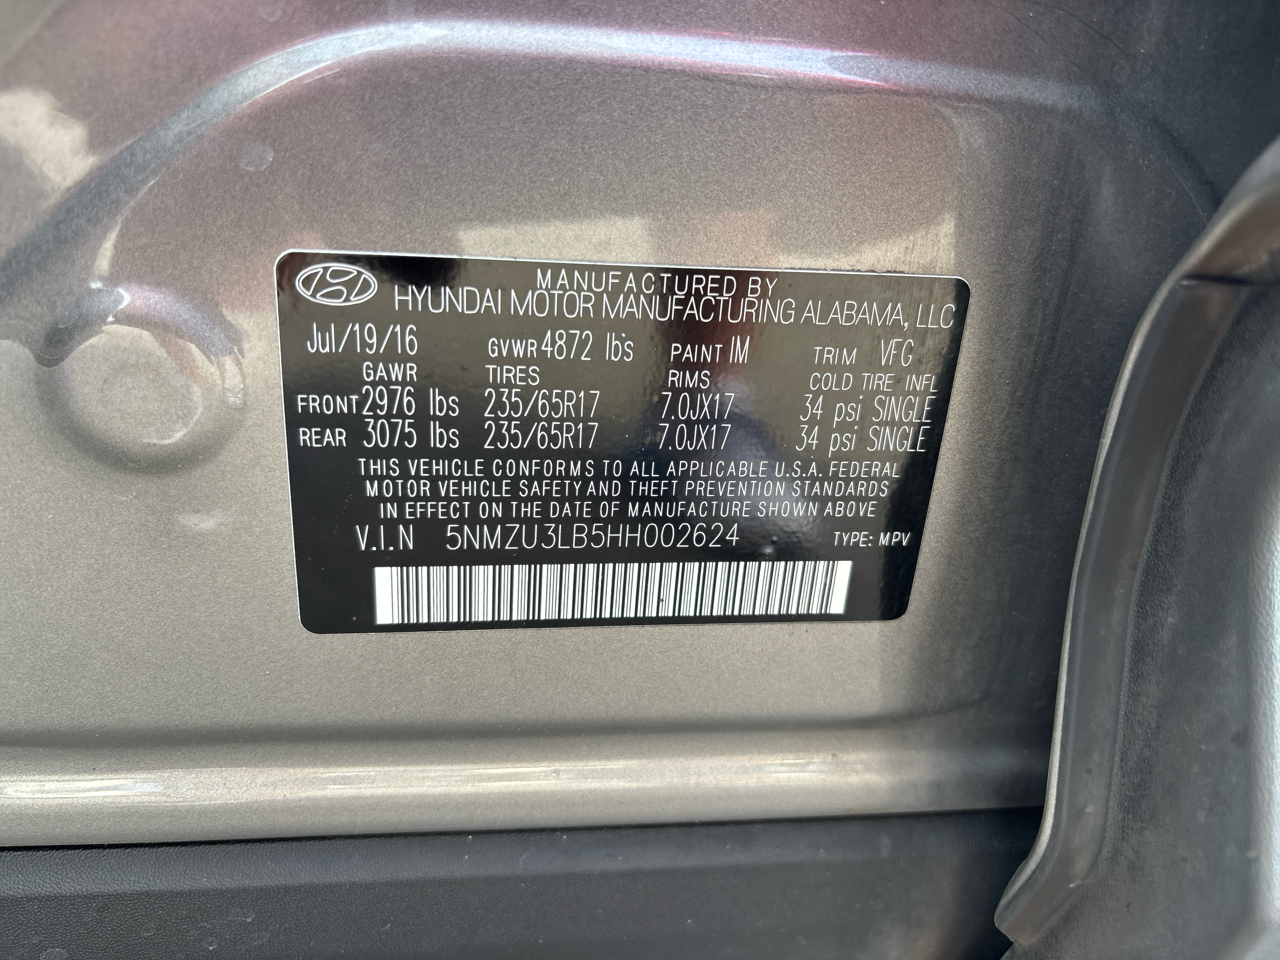 MANUFACTURED BY
HYUNDAI MOTOR MANUFACTURING ALABAMA, LLC
Jul/19/16 GVWR 4872 lbs PAINT IM TRIM VFG
GAWR TIRES RIMS COLD TIRE INFL
FRONT 2976 lbs 235/65R17 7.0JX17 34 psi SINGLE
REAR 3075 lbs 235/65R17 7.0JX17 34 psi SINGLE
THIS VEHICLE CONFORMS TO ALL APPLICABLE U.S.A. FEDERAL
MOTOR VEHICLE SAFETY AND THEFT PREVENTION STANDARDS
IN EFFECT ON THE DATE OF MANUFACTURE SHOWN ABOVE
V.I.N 5NMZU3LB5HH002624 TYPE: MPV